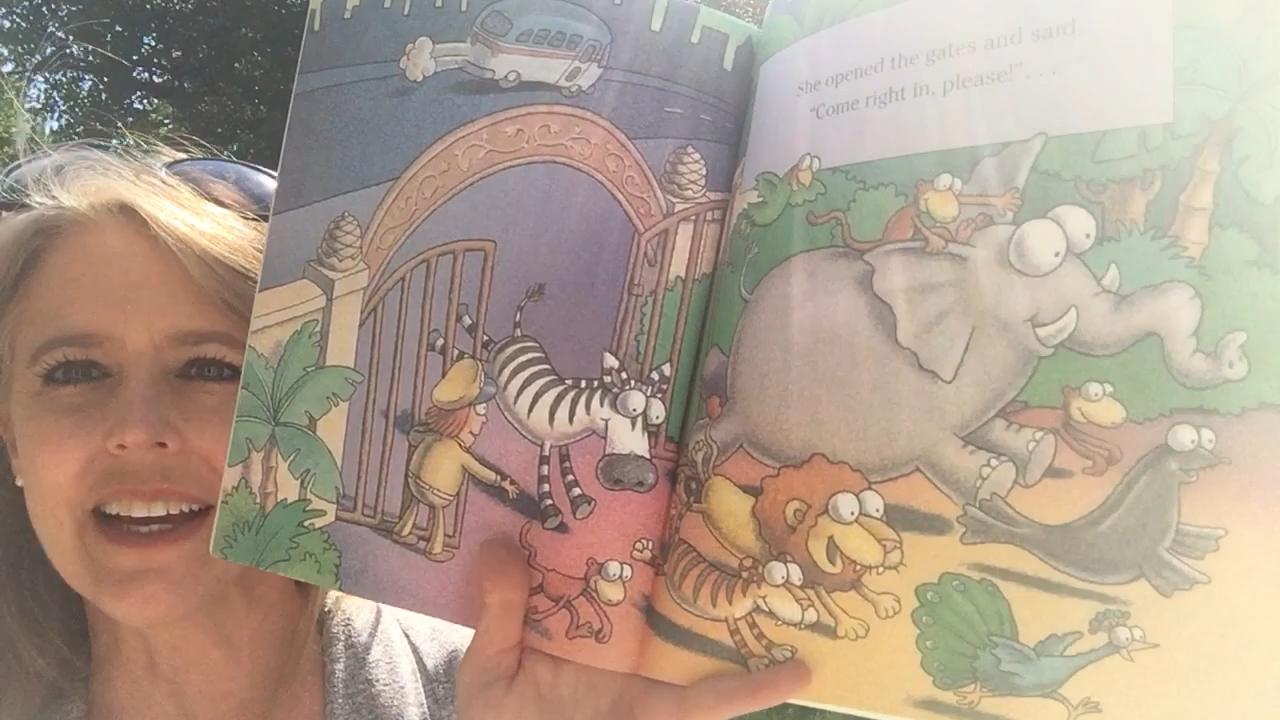 She opened the gates and said,
"Come right in, please!" . . .